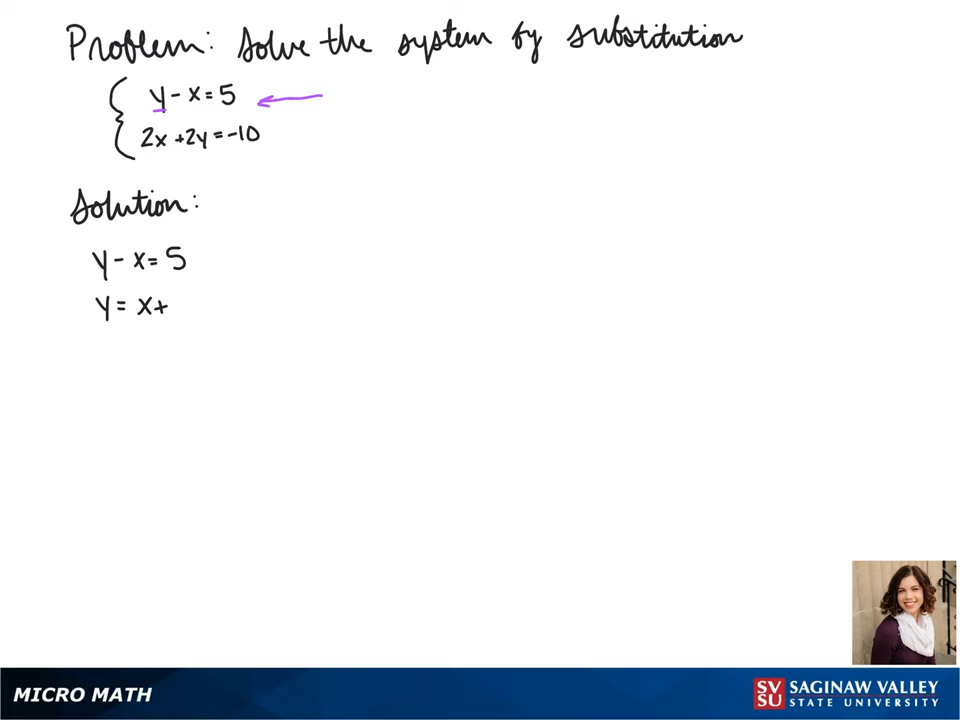 Problem: Solve the system by substitution
y - x = 5
2x + 2y = -10
Solution:
y - x = 5
y = x +
MICRO MATH
SVSU SAGINAW VALLEY
STATE UNIVERSITY